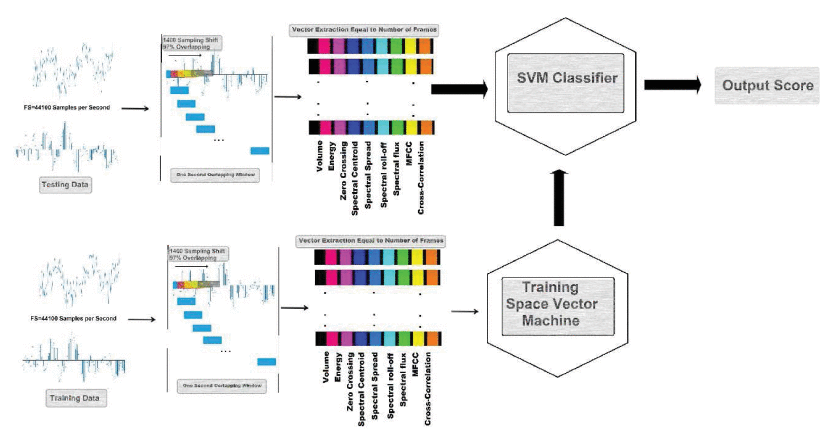 1400 Sampling Shift
97% Overlapping
Vector Extraction Equal to Number of Frames
FS=44100 Samples per Second
Testing Data
...
One Second Overlapping Window
Volume
Energy
Zero Crossing
Spectral Centroid
Spectral Spread
Spectral roll-off
Spectral flux
MFCC
Cross-Correlation
SVM Classifier
Output Score
1400 Sampling Shift
97% Overlapping
Vector Extraction Equal to Number of Frames
FS=44100 Samples per Second
Training Data
...
One Second Overlapping Window
Volume
Energy
Zero Crossing
Spectral Centroid
Spectral Spread
Spectral roll-off
Spectral flux
MFCC
Cross-Correlation
Training
Space Vector
Machine